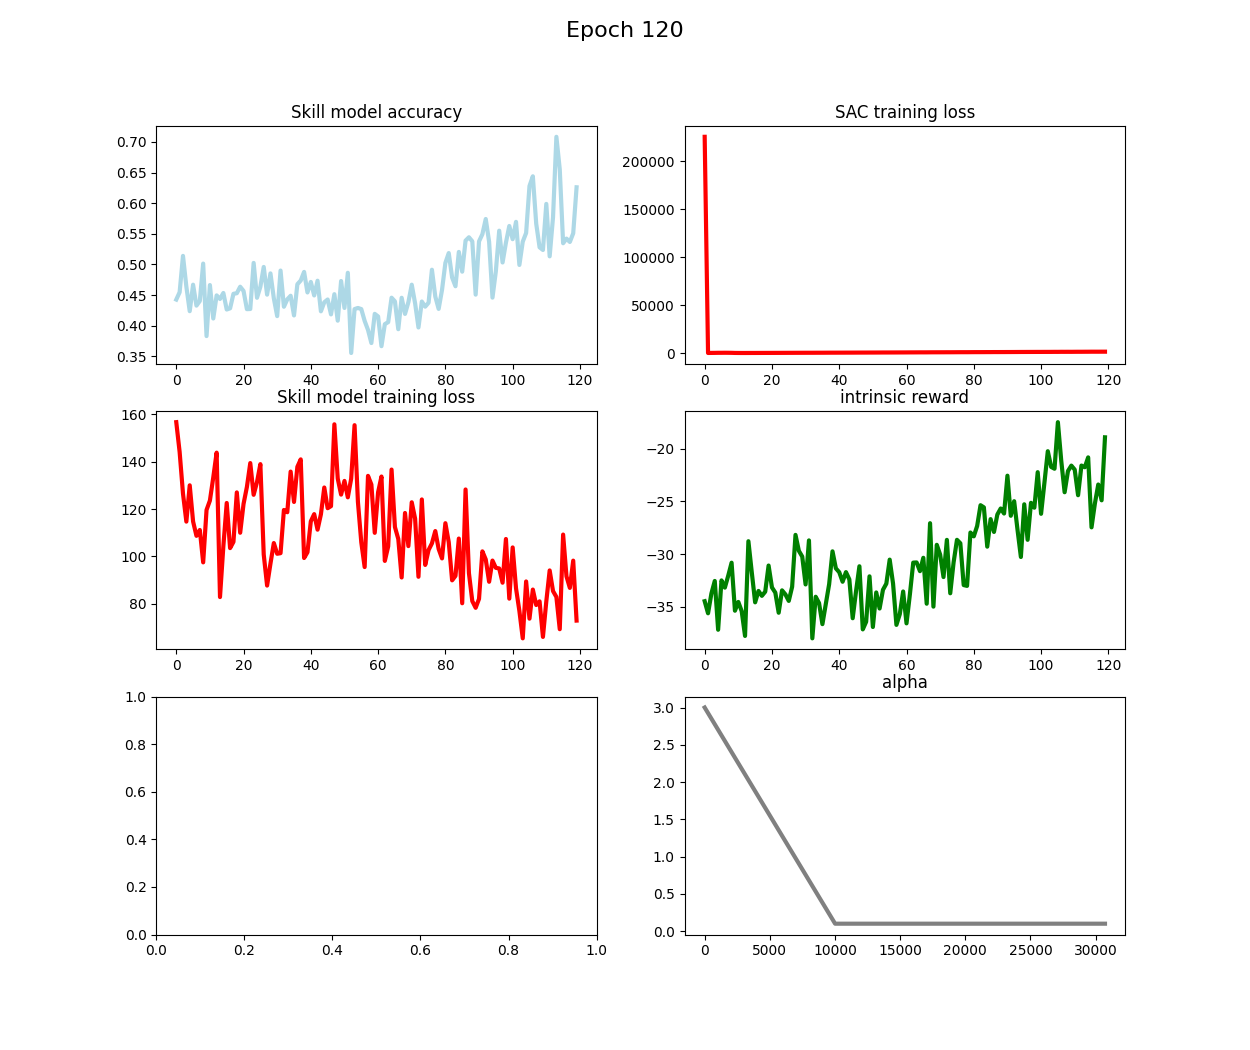 Epoch 120
Skill model accuracy
0.70
0.65
0.60
0.55
0.50
0.45
0.40
0.35
0 20 40 60 80 100 120
SAC training loss
200000
150000
100000
50000
0
0 20 40 60 80 100 120
Skill model training loss
160
140
120
100
80
0 20 40 60 80 100 120
intrinsic reward
−20
−25
−30
−35
0 20 40 60 80 100 120
1.0
0.8
0.6
0.4
0.2
0.0
0.0 0.2 0.4 0.6 0.8 1.0
alpha
3.0
2.5
2.0
1.5
1.0
0.5
0.0
0 5000 10000 15000 20000 25000 30000